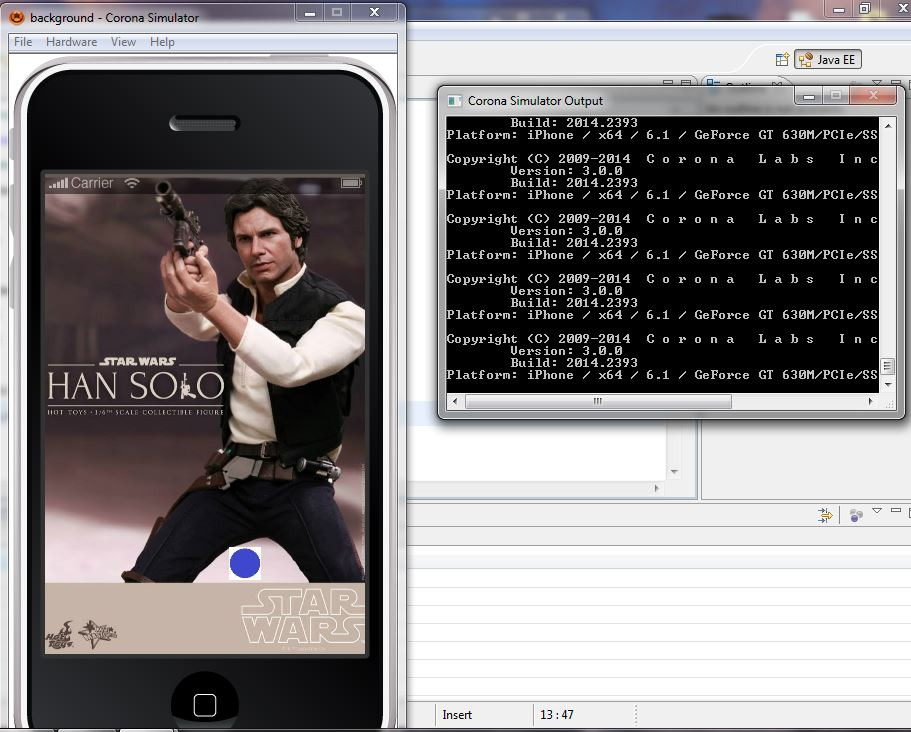 background - Corona Simulator
File Hardware View Help
Carrier
STAR WARS
HAN SOLO
HOT TOYS • 1/6TH SCALE COLLECTIBLE FIGURE
STAR
WARS
Hot
Toys
Java EE
Corona Simulator Output
Build: 2014.2393
Platform: iPhone / x64 / 6.1 / GeForce GT 630M/PCIe/SS
Copyright (C) 2009-2014 C o r o n a L a b s I n c
Version: 3.0.0
Build: 2014.2393
Platform: iPhone / x64 / 6.1 / GeForce GT 630M/PCIe/SS
Copyright (C) 2009-2014 C o r o n a L a b s I n c
Version: 3.0.0
Build: 2014.2393
Platform: iPhone / x64 / 6.1 / GeForce GT 630M/PCIe/SS
Copyright (C) 2009-2014 C o r o n a L a b s I n c
Version: 3.0.0
Build: 2014.2393
Platform: iPhone / x64 / 6.1 / GeForce GT 630M/PCIe/SS
Copyright (C) 2009-2014 C o r o n a L a b s I n c
Version: 3.0.0
Build: 2014.2393
Platform: iPhone / x64 / 6.1 / GeForce GT 630M/PCIe/SS
Insert
13 : 47